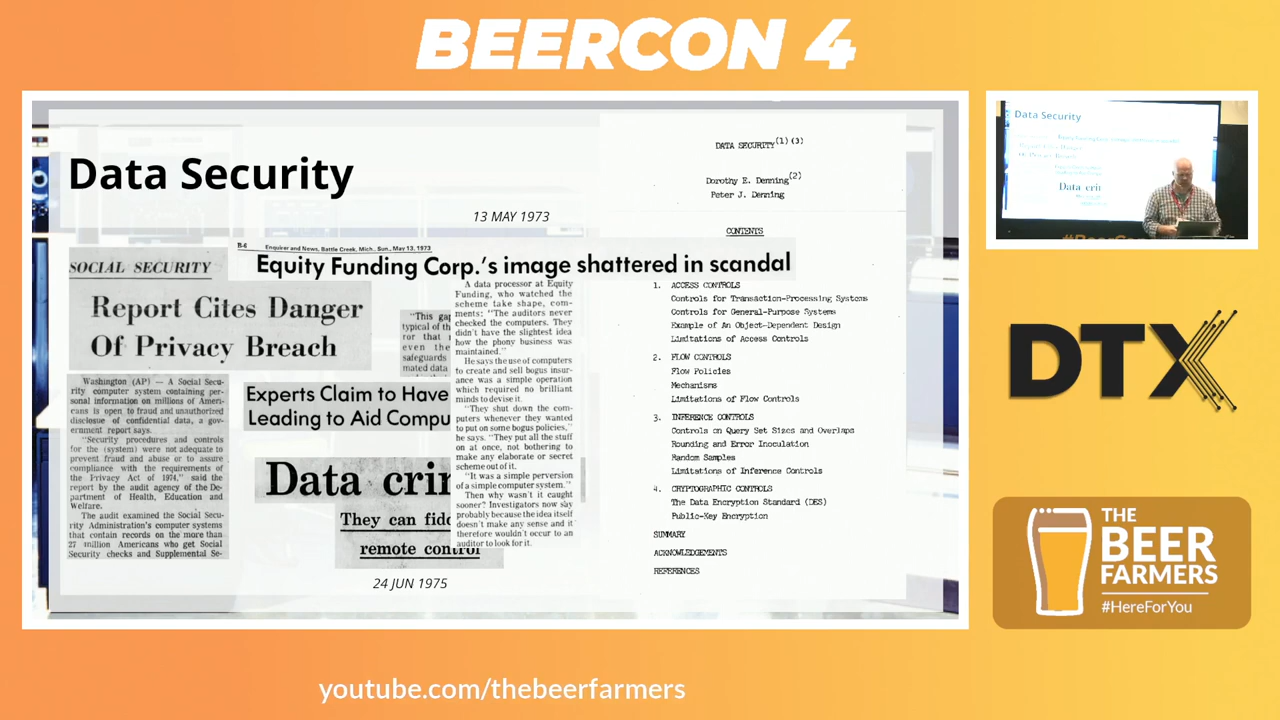 BEERCON 4
Data Security
13 MAY 1973
B-6 Enquirer and News, Battle Creek, Mich., Sun., May 13, 1973
Equity Funding Corp.'s image shattered in scandal
SOCIAL SECURITY
Report Cites Danger
Of Privacy Breach
Washington (AP) — A Social Secu-
rity computer system containing per-
sonal information on millions of Ameri-
cans is open to fraud and unauthorized
disclosure of confidential data, a gov-
ernment report says.
"Security procedures and controls
for the (system) were not adequate to
prevent fraud and abuse or to assure
compliance with the requirements of
the Privacy Act of 1974," said the
report by the audit agency of the De-
partment of Health, Education and
Welfare.
The audit examined the Social Secu-
rity Administration's computer systems
that contain records on the more than
27 million Americans who get Social
Security checks and Supplemental Se-
"This gap
typical of th
ror that
even the
safeguards
mated data
Experts Claim to Have
Leading to Aid Compu
Data crin
They can fidd
remote control
24 JUN 1975
A data processor at Equity
Funding, who watched the
scheme take shape, com-
ments: "The auditors never
checked the computers. They
didn't have the slightest idea
how the phony business was
maintained."
He says the use of computers
to create and sell bogus insur-
ance was a simple operation
which required no brilliant
minds to devise it.
"They shut down the com-
puters whenever they wanted
to put on some bogus policies,"
he says. "They put all the stuff
on at once, not bothering to
make any elaborate or secret
scheme out of it.
"It was a simple perversion
of a simple computer system."
Then why wasn't it caught
sooner? Investigators now say
probably because the idea itself
doesn't make any sense and it
therefore wouldn't occur to an
auditor to look for it.
DATA SECURITY(1)(3)
Dorothy E. Denning(2)
Peter J. Denning
CONTENTS
1. ACCESS CONTROLS
Controls for Transaction-Processing Systems
Controls for General-Purpose Systems
Example of An Object-Dependent Design
Limitations of Access Controls
2. FLOW CONTROLS
Flow Policies
Mechanisms
Limitations of Flow Controls
3. INFERENCE CONTROLS
Controls on Query Set Sizes and Overlaps
Rounding and Error Inoculation
Random Samples
Limitations of Inference Controls
4. CRYPTOGRAPHIC CONTROLS
The Data Encryption Standard (DES)
Public-Key Encryption
SUMMARY
ACKNOWLEDGEMENTS
REFERENCES
Data Security
Data crit
DTX
THE
BEER
FARMERS
#HereForYou
youtube.com/thebeerfarmers